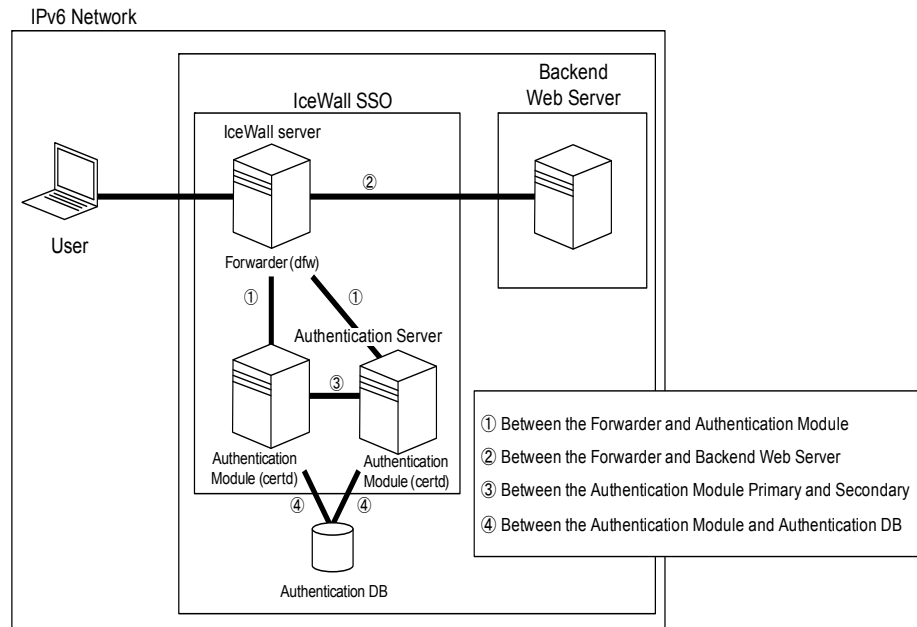 IPv6 Network
Backend
Web Server
IceWall SSO
IceWall server
②
User
Forwarder (dfw)
①
①
Authentication Server
③
Authentication
Module (certd)
Authentication
Module (certd)
④
④
Authentication DB
① Between the Forwarder and Authentication Module
② Between the Forwarder and Backend Web Server
③ Between the Authentication Module Primary and Secondary
④ Between the Authentication Module and Authentication DB